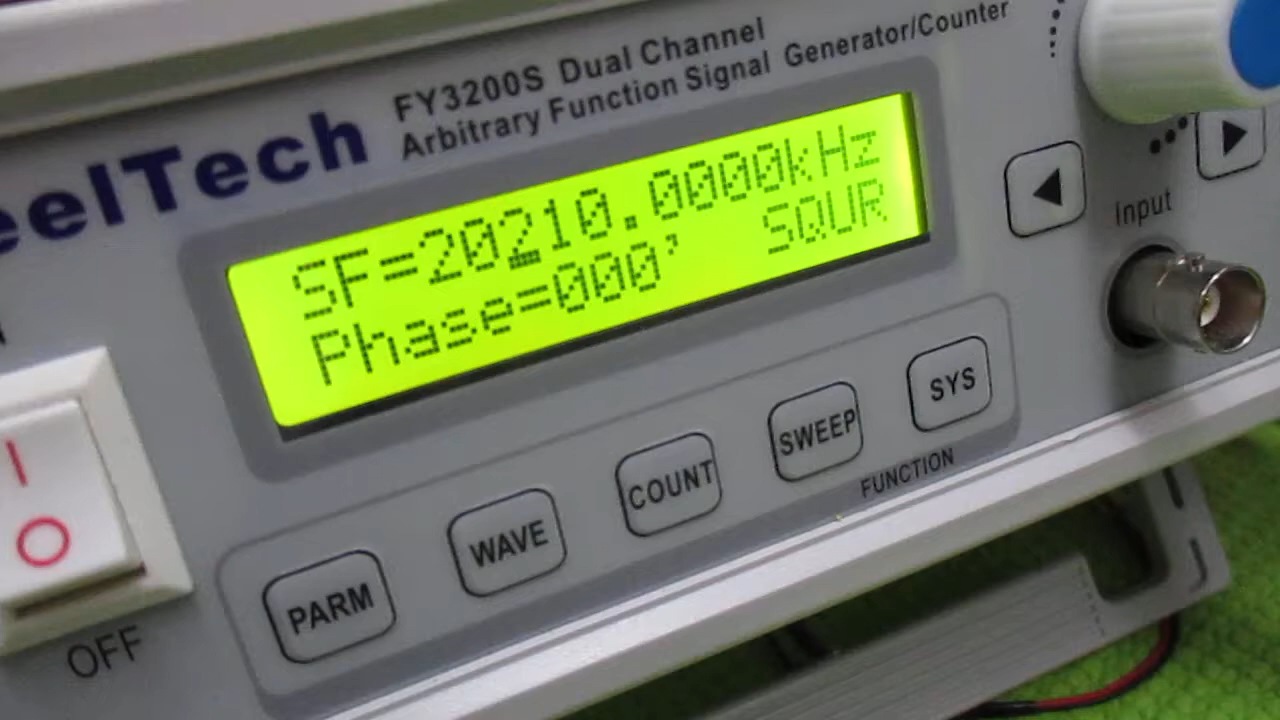 FY3200S Dual Channel
Arbitrary Function Signal Generator/Counter
eelTech
SF=20210.0000kHz
Phase=000' SQUR
Input
PARM
WAVE
COUNT
SWEEP
SYS
FUNCTION
OFF